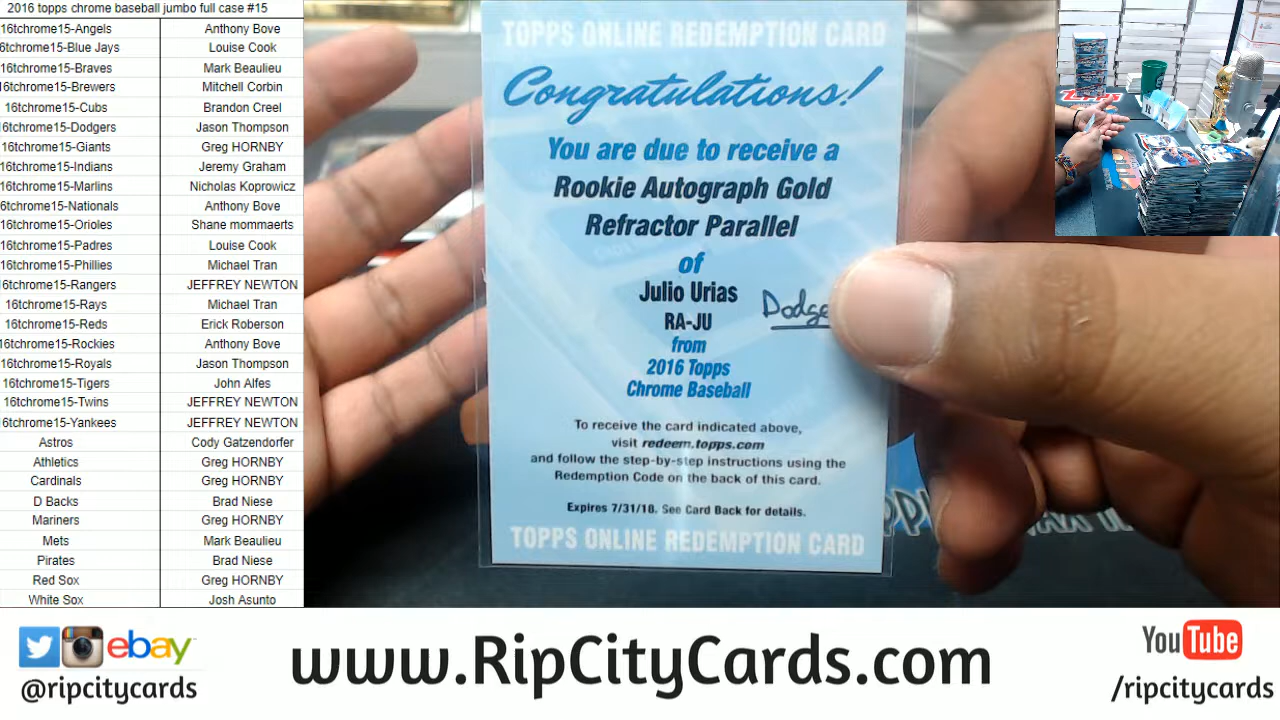 2016 topps chrome baseball jumbo full case #15
16tchrome15-Angels Anthony Bove
6tchrome15-Blue Jays Louise Cook
16tchrome15-Braves Mark Beaulieu
16tchrome15-Brewers Mitchell Corbin
16tchrome15-Cubs Brandon Creel
16tchrome15-Dodgers Jason Thompson
16tchrome15-Giants Greg HORNBY
16tchrome15-Indians Jeremy Graham
16tchrome15-Marlins Nicholas Koprowicz
6tchrome15-Nationals Anthony Bove
16tchrome15-Orioles Shane mommaerts
16tchrome15-Padres Louise Cook
16tchrome15-Phillies Michael Tran
16tchrome15-Rangers JEFFREY NEWTON
16tchrome15-Rays Michael Tran
16tchrome15-Reds Erick Roberson
16tchrome15-Rockies Anthony Bove
16tchrome15-Royals Jason Thompson
16tchrome15-Tigers John Alfes
16tchrome15-Twins JEFFREY NEWTON
6tchrome15-Yankees JEFFREY NEWTON
Astros Cody Gatzendorfer
Athletics Greg HORNBY
Cardinals Greg HORNBY
D Backs Brad Niese
Mariners Greg HORNBY
Mets Mark Beaulieu
Pirates Brad Niese
Red Sox Greg HORNBY
White Sox Josh Asunto
TOPPS ONLINE REDEMPTION CARD
Congratulations!
You are due to receive a
Rookie Autograph Gold
Refractor Parallel
of
Julio Urias
RA-JU
Dodge
from
2016 Topps
Chrome Baseball
To receive the card indicated above,
visit redeem.topps.com
and follow the step-by-step instructions using the
Redemption Code on the back of this card.
Expires 7/31/18. See Card Back for details.
TOPPS ONLINE REDEMPTION CARD
ebay
@ripcitycards
www.RipCityCards.com
YouTube
/ripcitycards